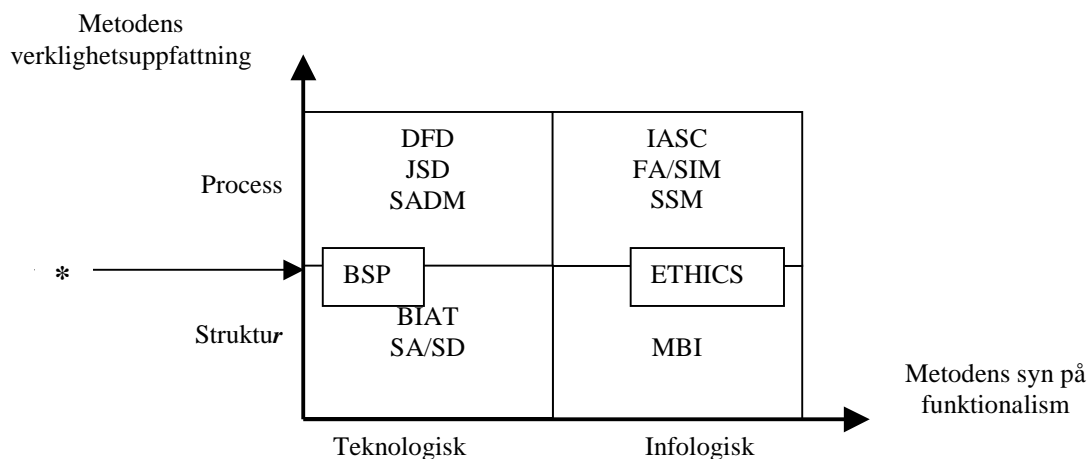 Metodens
verklighetsuppfattning
DFD
JSD
SADM
IASC
FA/SIM
SSM
Process
*
BSP
ETHICS
BIAT
SA/SD
MBI
Struktur
Metodens syn på
funktionalism
Teknologisk
Infologisk